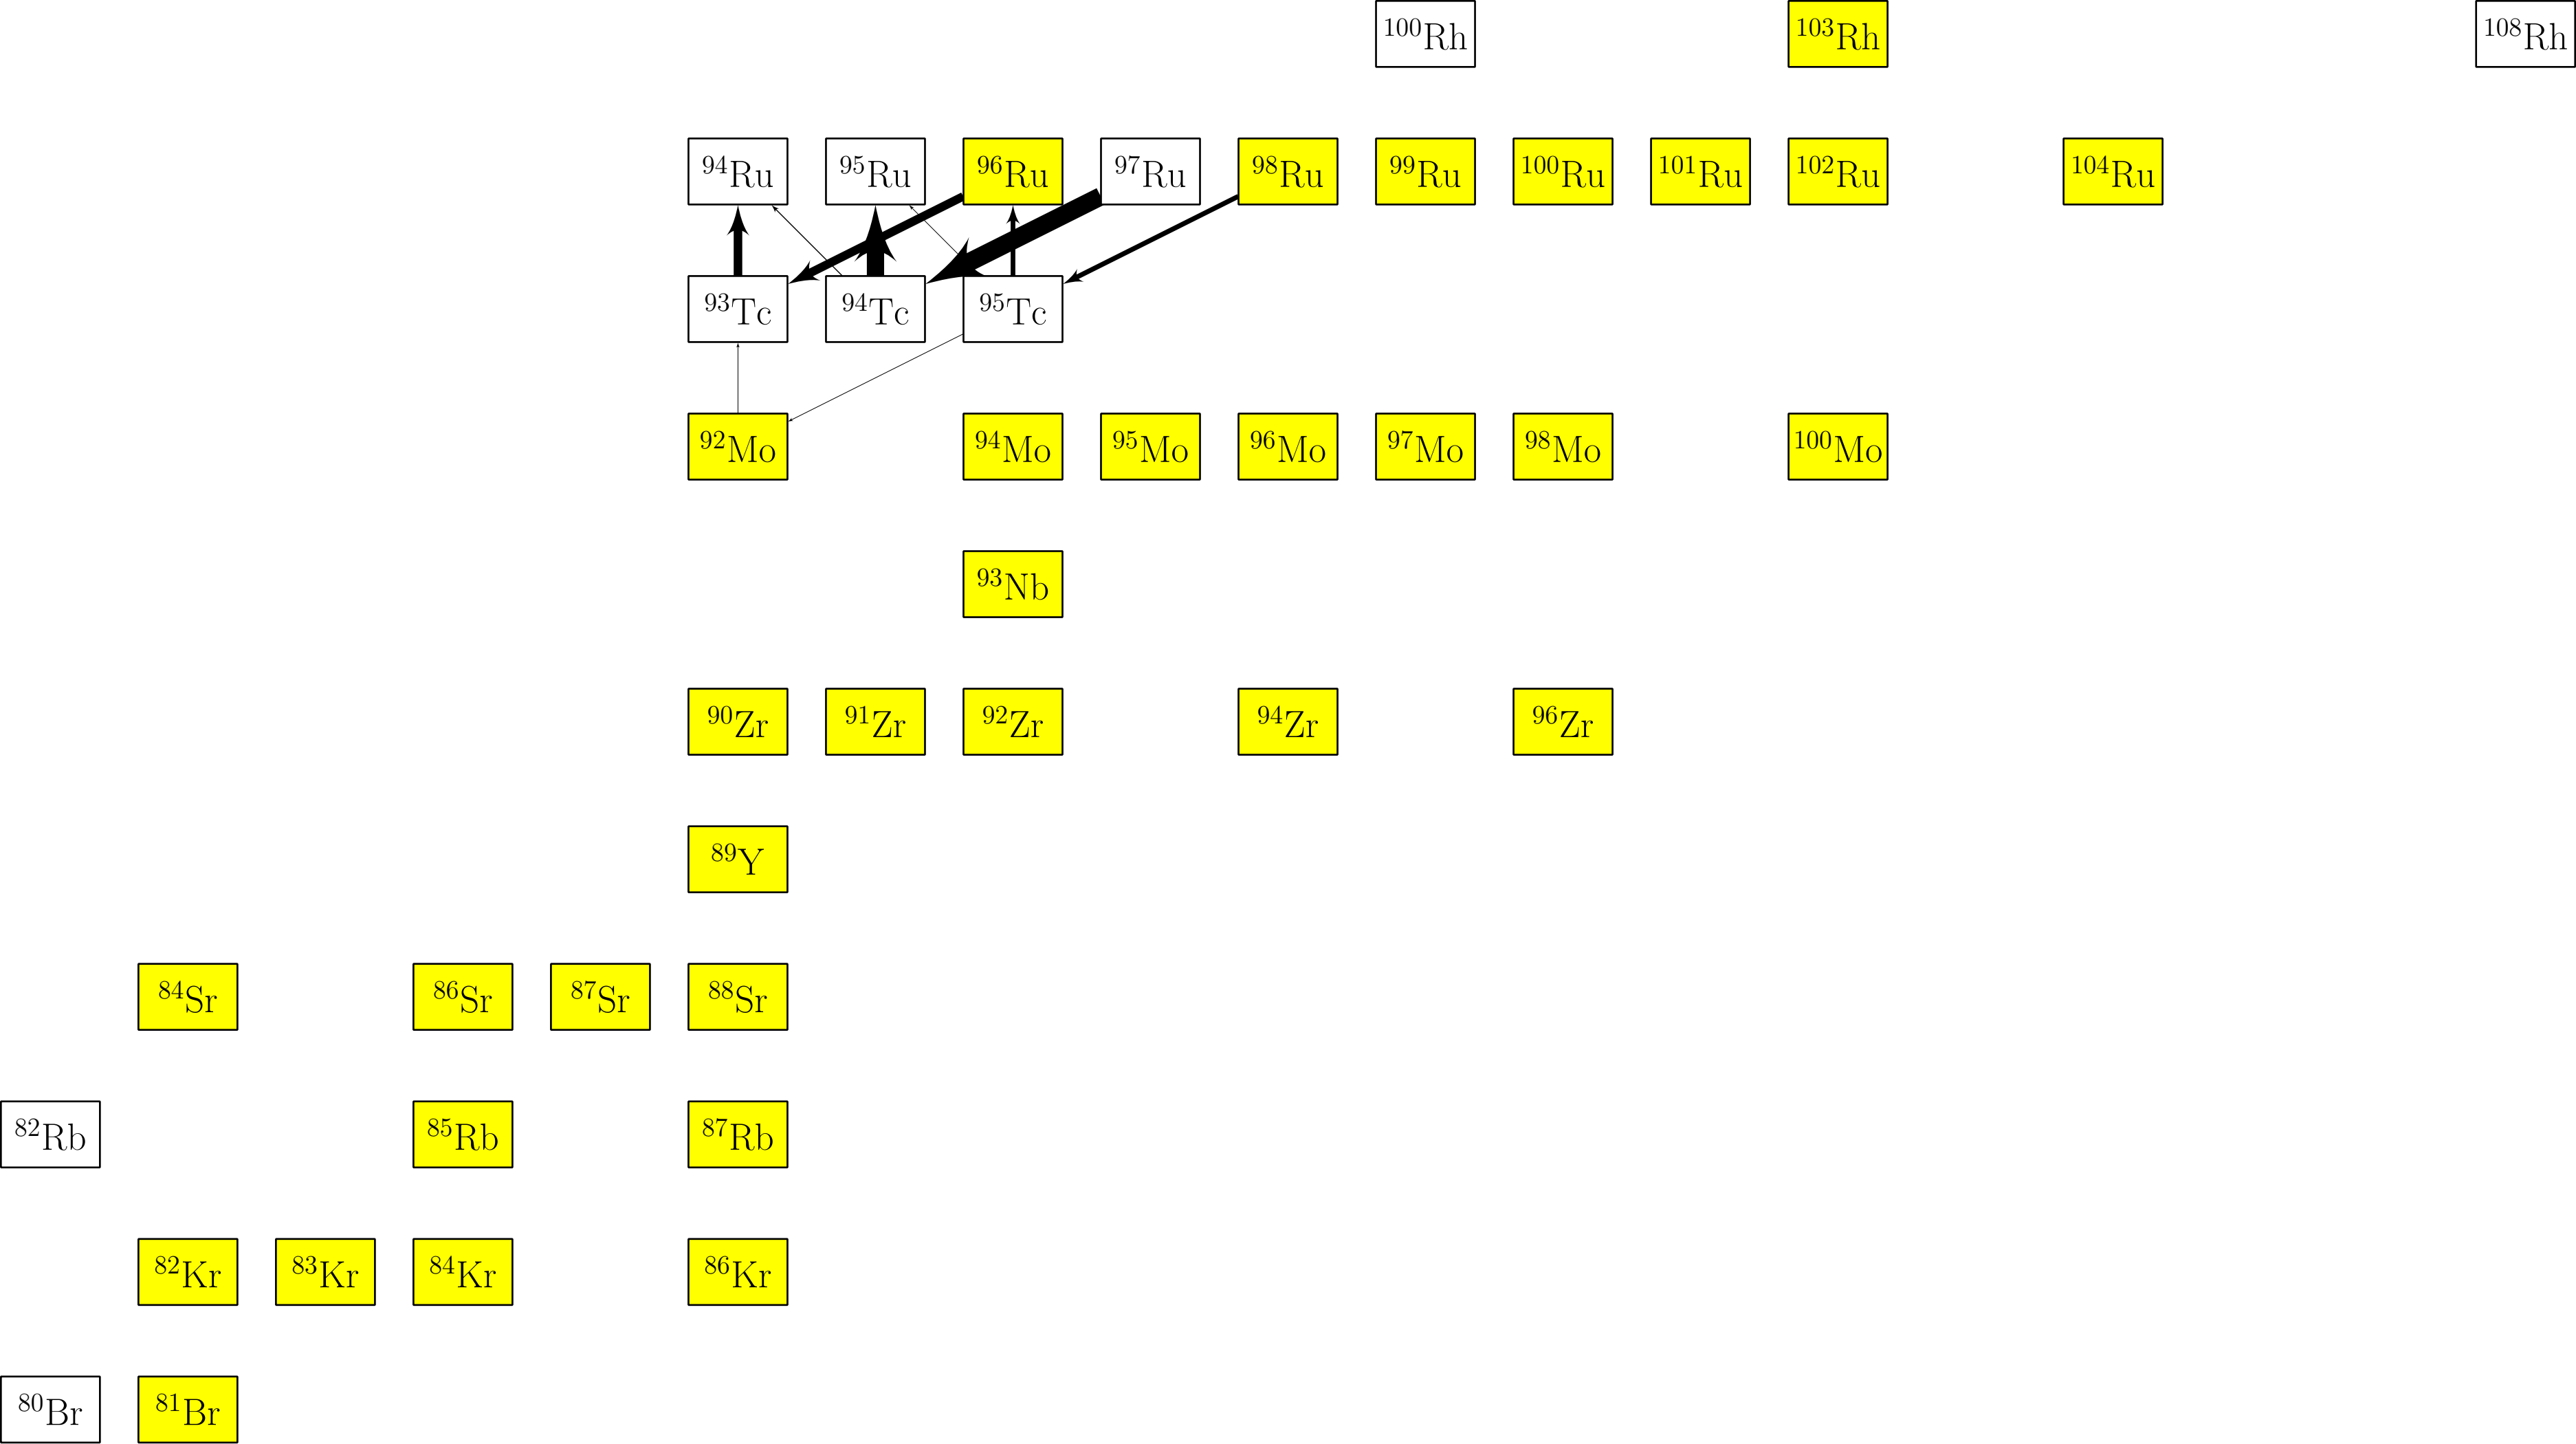 ¹⁰⁰Rh ¹⁰³Rh ¹⁰⁸Rh
⁹⁴Ru ⁹⁵Ru ⁹⁶Ru ⁹⁷Ru ⁹⁸Ru ⁹⁹Ru ¹⁰⁰Ru ¹⁰¹Ru ¹⁰²Ru ¹⁰⁴Ru
⁹³Tc ⁹⁴Tc ⁹⁵Tc
⁹²Mo ⁹⁴Mo ⁹⁵Mo ⁹⁶Mo ⁹⁷Mo ⁹⁸Mo ¹⁰⁰Mo
⁹³Nb
⁹⁰Zr ⁹¹Zr ⁹²Zr ⁹⁴Zr ⁹⁶Zr
⁸⁹Y
⁸⁴Sr ⁸⁶Sr ⁸⁷Sr ⁸⁸Sr
⁸²Rb ⁸⁵Rb ⁸⁷Rb
⁸²Kr ⁸³Kr ⁸⁴Kr ⁸⁶Kr
⁸⁰Br ⁸¹Br